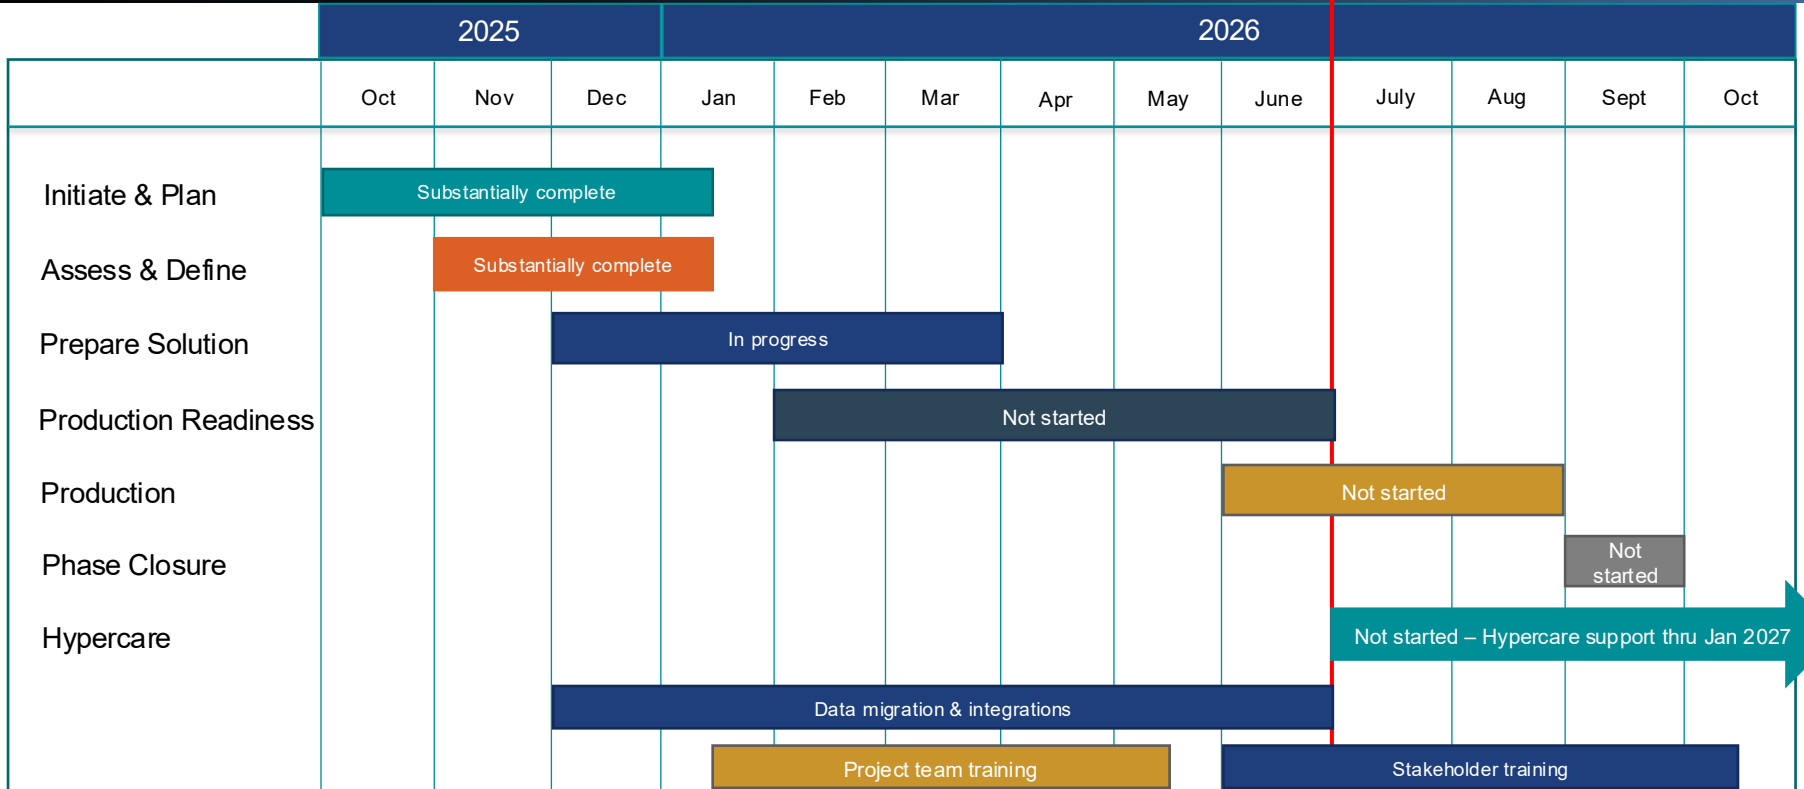 2025
2026
Oct
Nov
Dec
Jan
Feb
Mar
Apr
May
June
July
Aug
Sept
Oct
Initiate & Plan
Substantially complete
Assess & Define
Substantially complete
Prepare Solution
In progress
Production Readiness
Not started
Production
Not started
Phase Closure
Not
started
Hypercare
Not started – Hypercare support thru Jan 2027
Data migration & integrations
Project team training
Stakeholder training